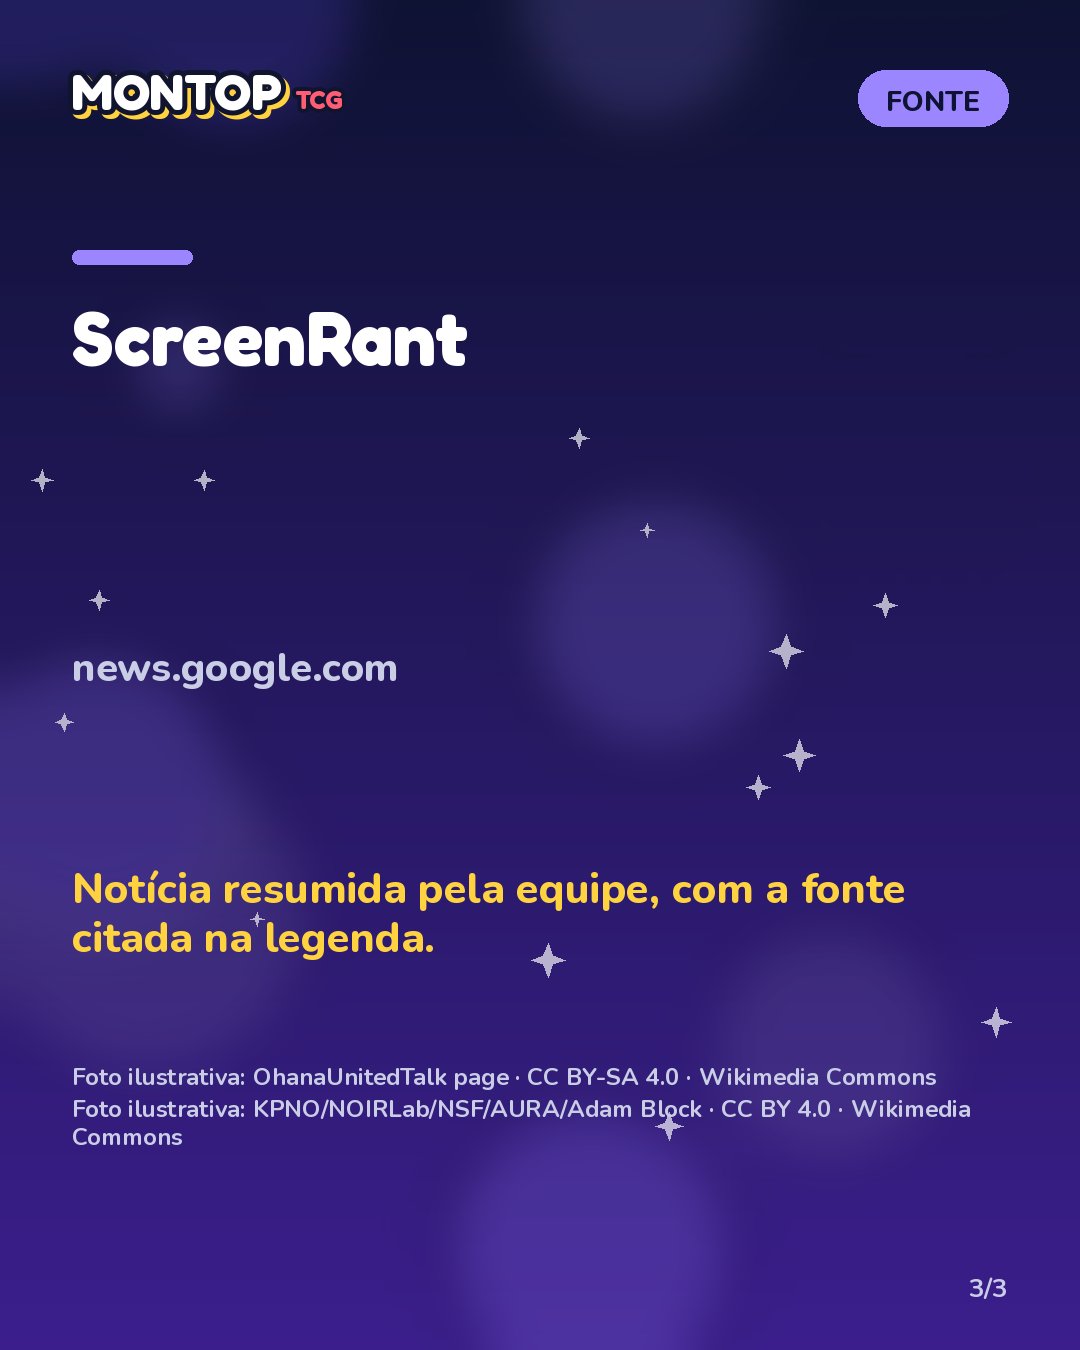 MONTOP TCG
FONTE
ScreenRant
news.google.com
Notícia resumida pela equipe, com a fonte
citada na legenda.
Foto ilustrativa: OhanaUnitedTalk page · CC BY-SA 4.0 · Wikimedia Commons
Foto ilustrativa: KPNO/NOIRLab/NSF/AURA/Adam Block · CC BY 4.0 · Wikimedia
Commons
3/3